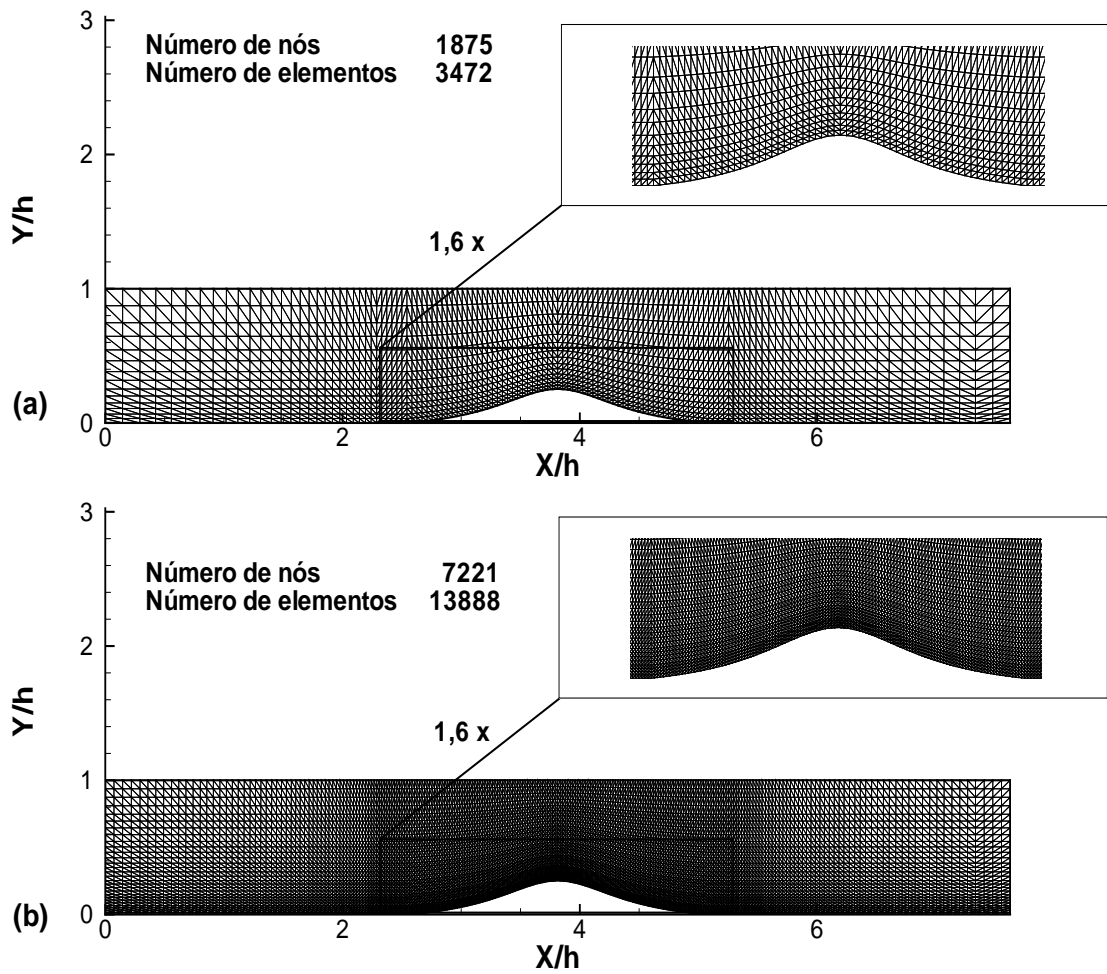 3
Número de nós 1875
Número de elementos 3472
2
Y/h
1,6 x
1
(a)
0
0 2 4 6
X/h
3
Número de nós 7221
Número de elementos 13888
2
Y/h
1,6 x
1
(b)
0
0 2 4 6
X/h